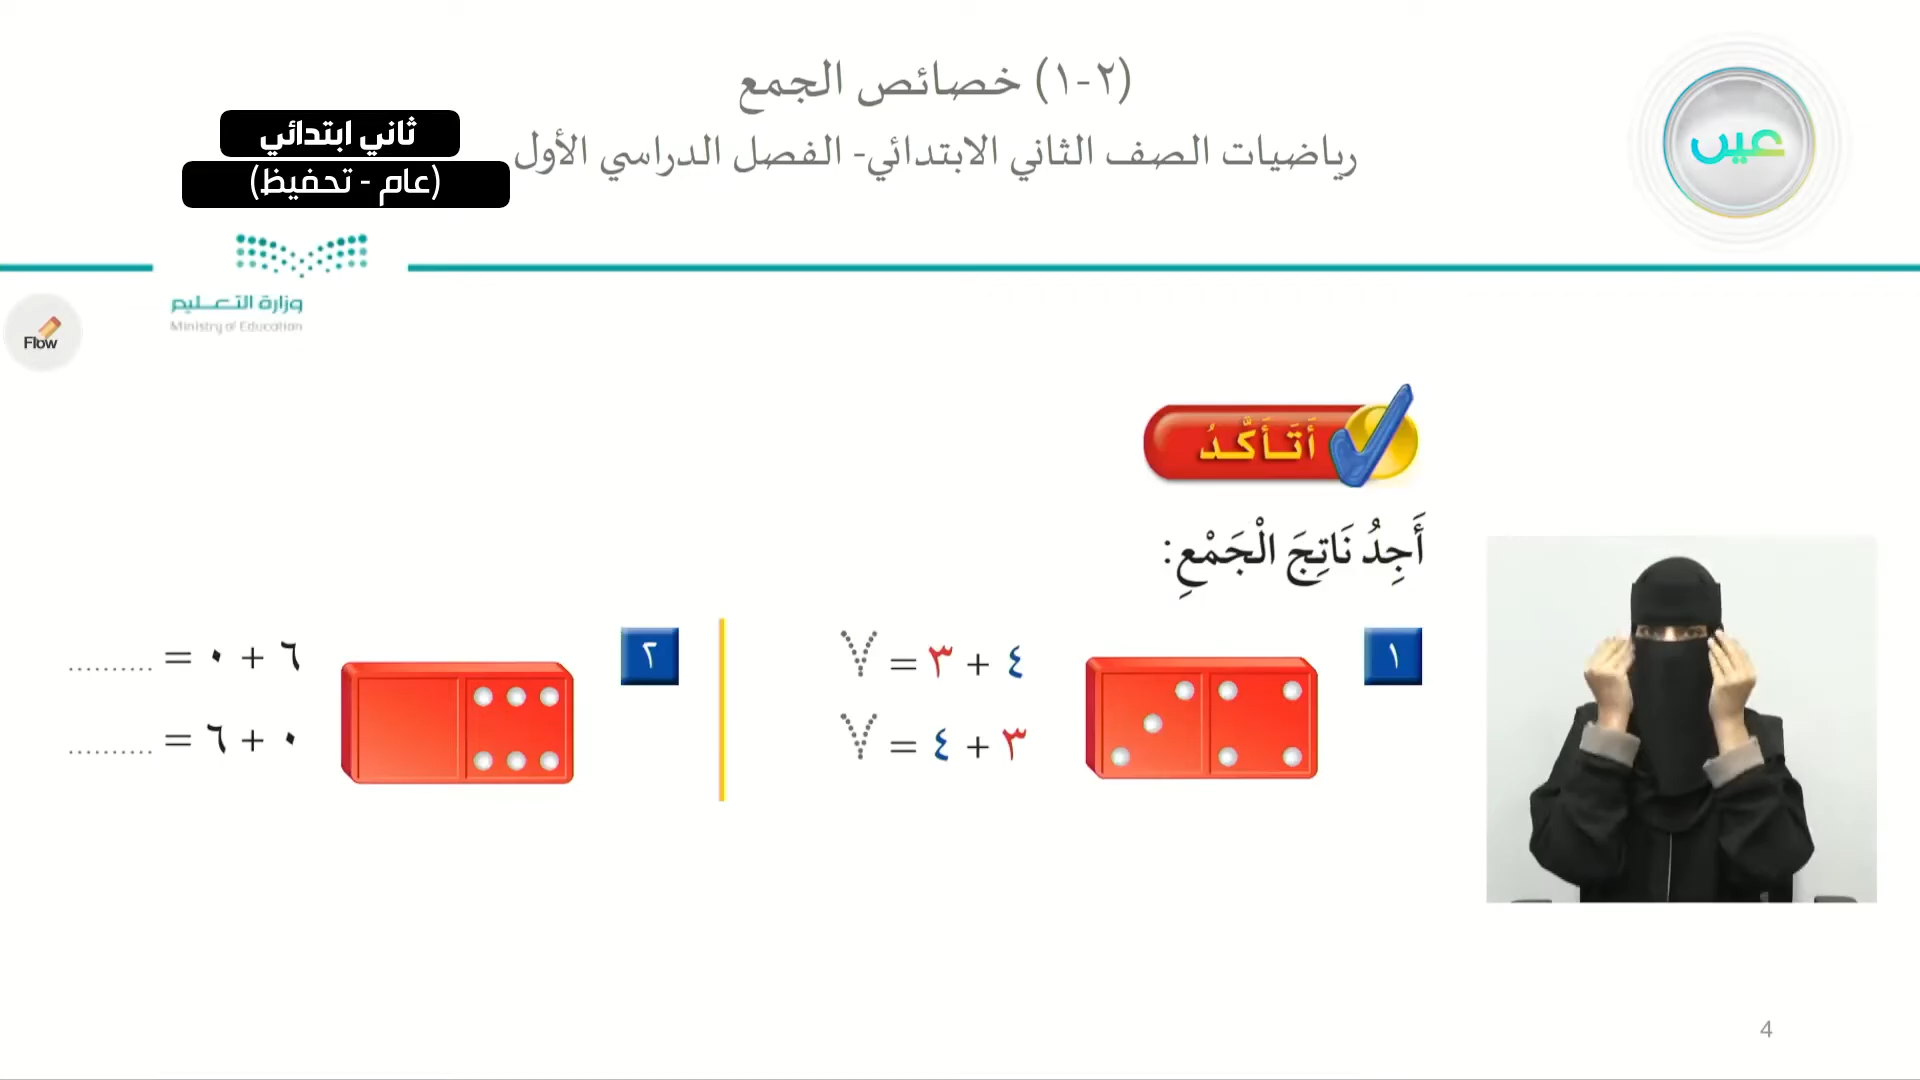 (١-٢) خصائص الجمع
رياضيات الصف الثاني الابتدائي- الفصل الدراسي الأول
ثاني ابتدائي
(عام - تحفيظ)
عين
وزارة التعليم
Ministry of Education
Flow
أَتَأَكَّدُ
أَجِدُ نَاتِجَ الْجَمْعِ:
١
٤ + ٣ = ٧
٣ + ٤ = ٧
٢
٦ + ٠ = ..........
٠ + ٦ = ..........
4